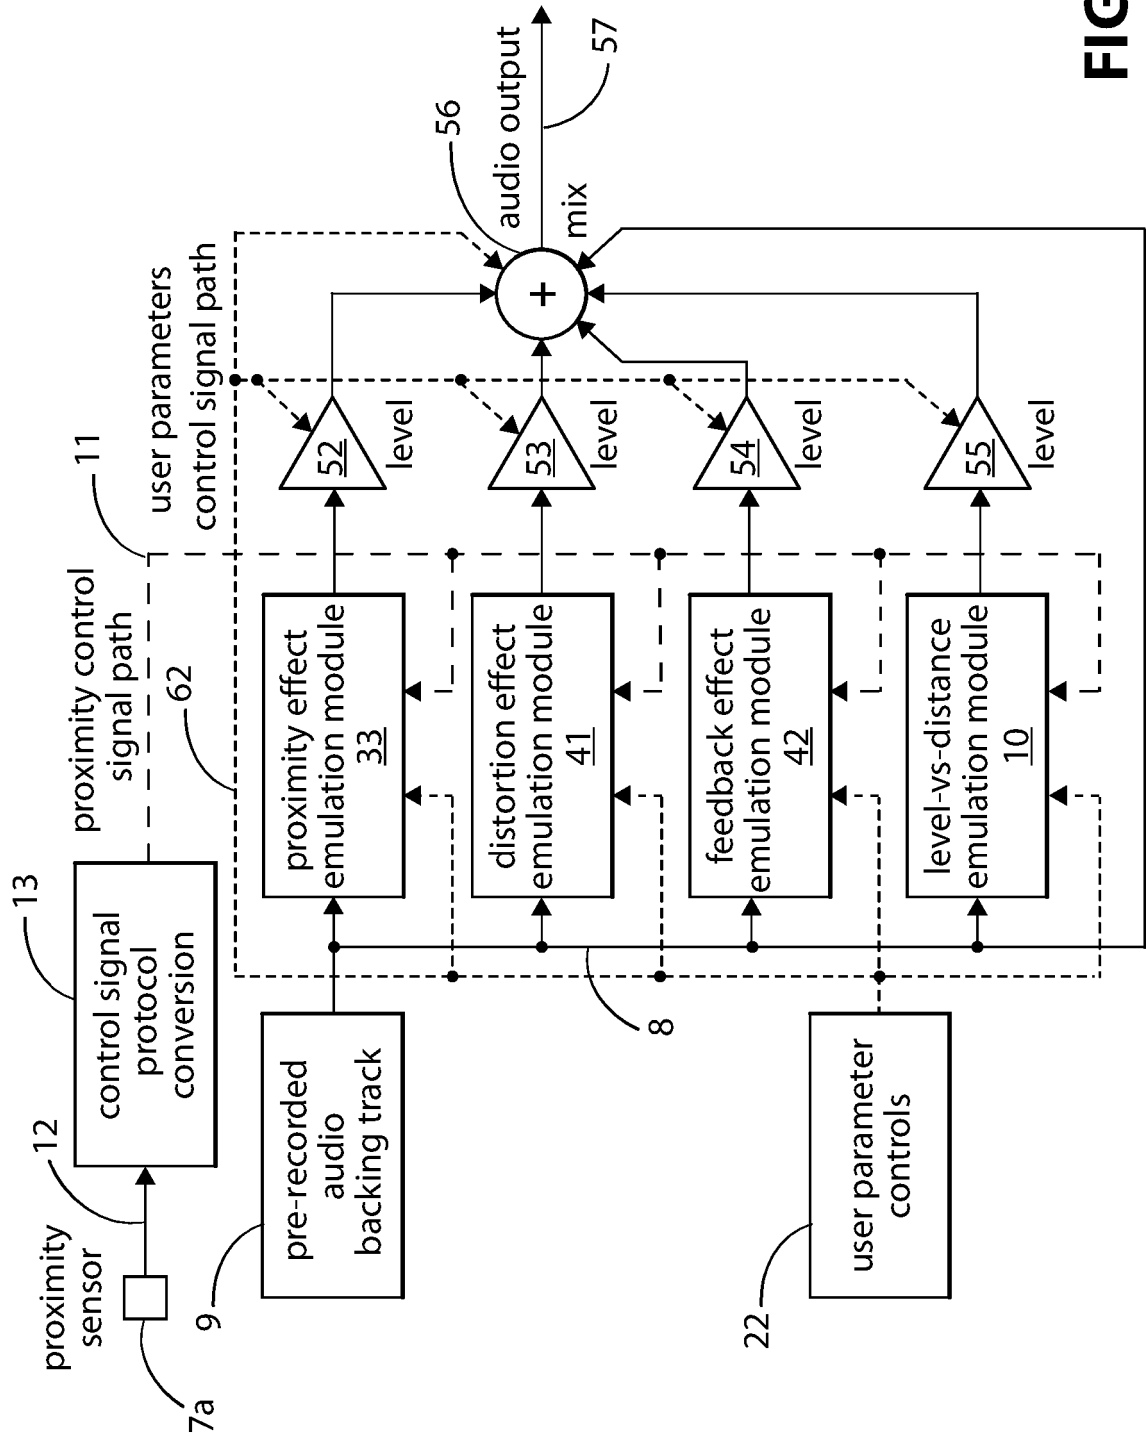 proximity
sensor
7a
12
13
control signal
protocol
conversion
proximity control
signal path
11
62
user parameters
control signal path
9
pre-recorded
audio
backing track
proximity effect
emulation module
33
52
level
distortion effect
emulation module
41
53
level
feedback effect
emulation module
42
54
level
level-vs-distance
emulation module
10
55
level
8
22
user parameter
controls
56
+
mix
audio output
57
FIG